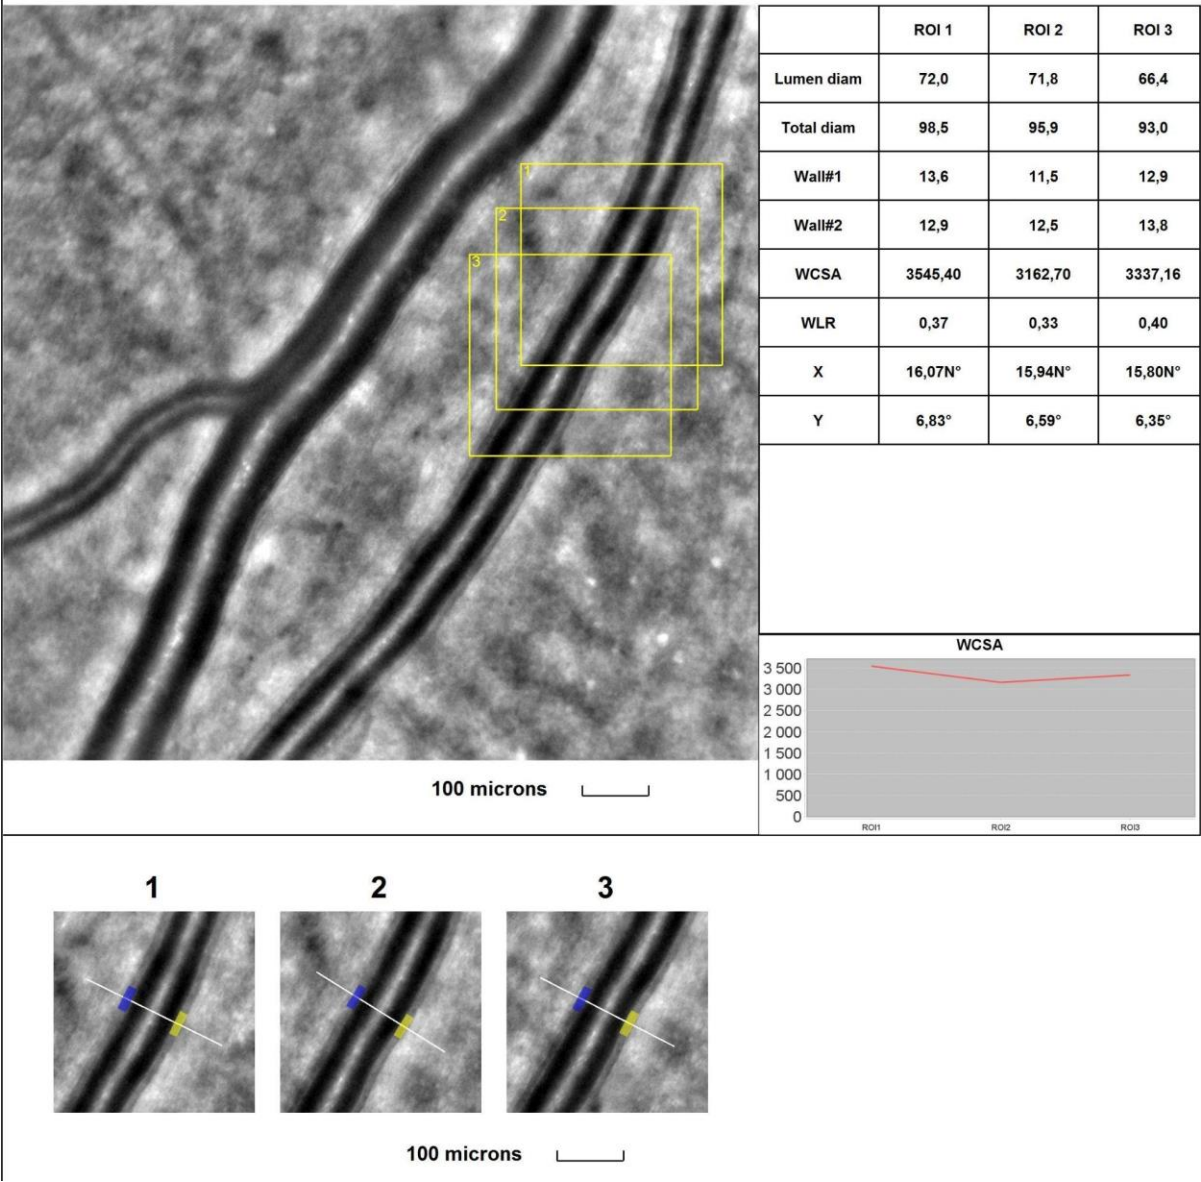 1
2
3
ROI 1 ROI 2 ROI 3
Lumen diam 72,0 71,8 66,4
Total diam 98,5 95,9 93,0
Wall#1 13,6 11,5 12,9
Wall#2 12,9 12,5 13,8
WCSA 3545,40 3162,70 3337,16
WLR 0,37 0,33 0,40
X 16,07N° 15,94N° 15,80N°
Y 6,83° 6,59° 6,35°
WCSA
3 500
3 000
2 500
2 000
1 500
1 000
500
0
ROI1 ROI2 ROI3
100 microns
1 2 3
100 microns